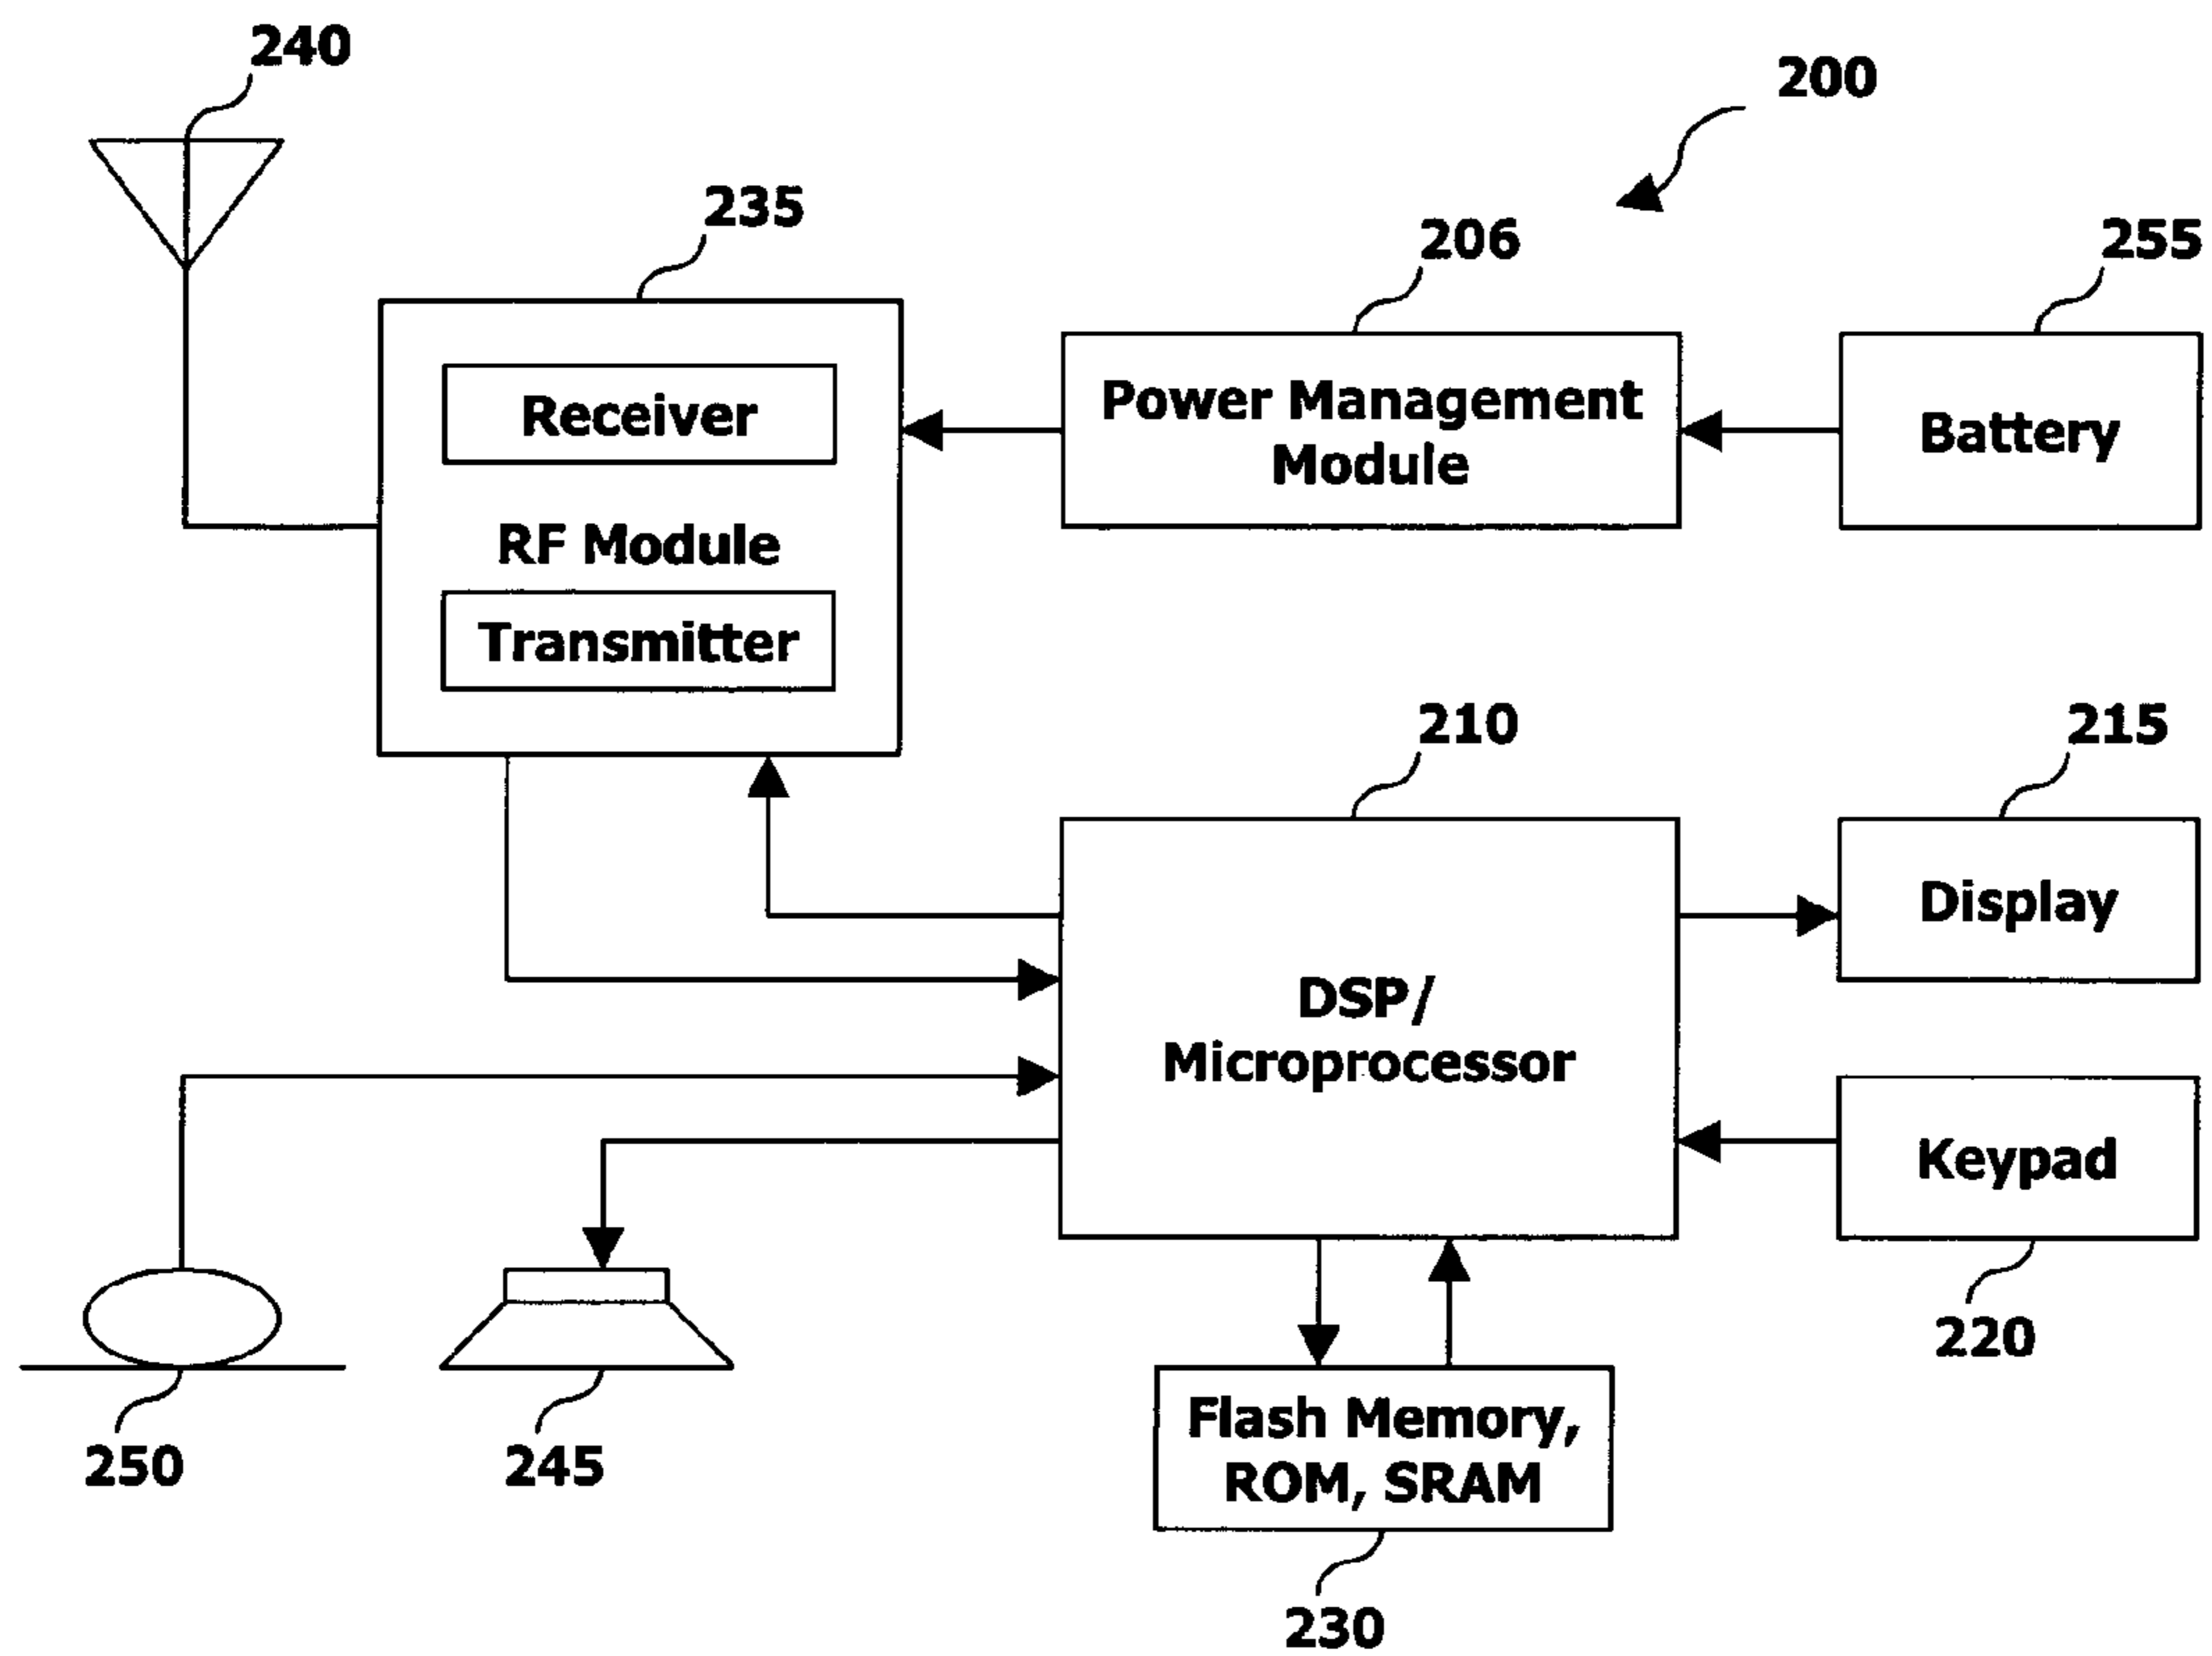 240
200
235
206
255
Receiver
Power Management
Module
Battery
RF Module
Transmitter
210
215
Display
DSP/
Microprocessor
Keypad
220
250
245
Flash Memory,
ROM, SRAM
230